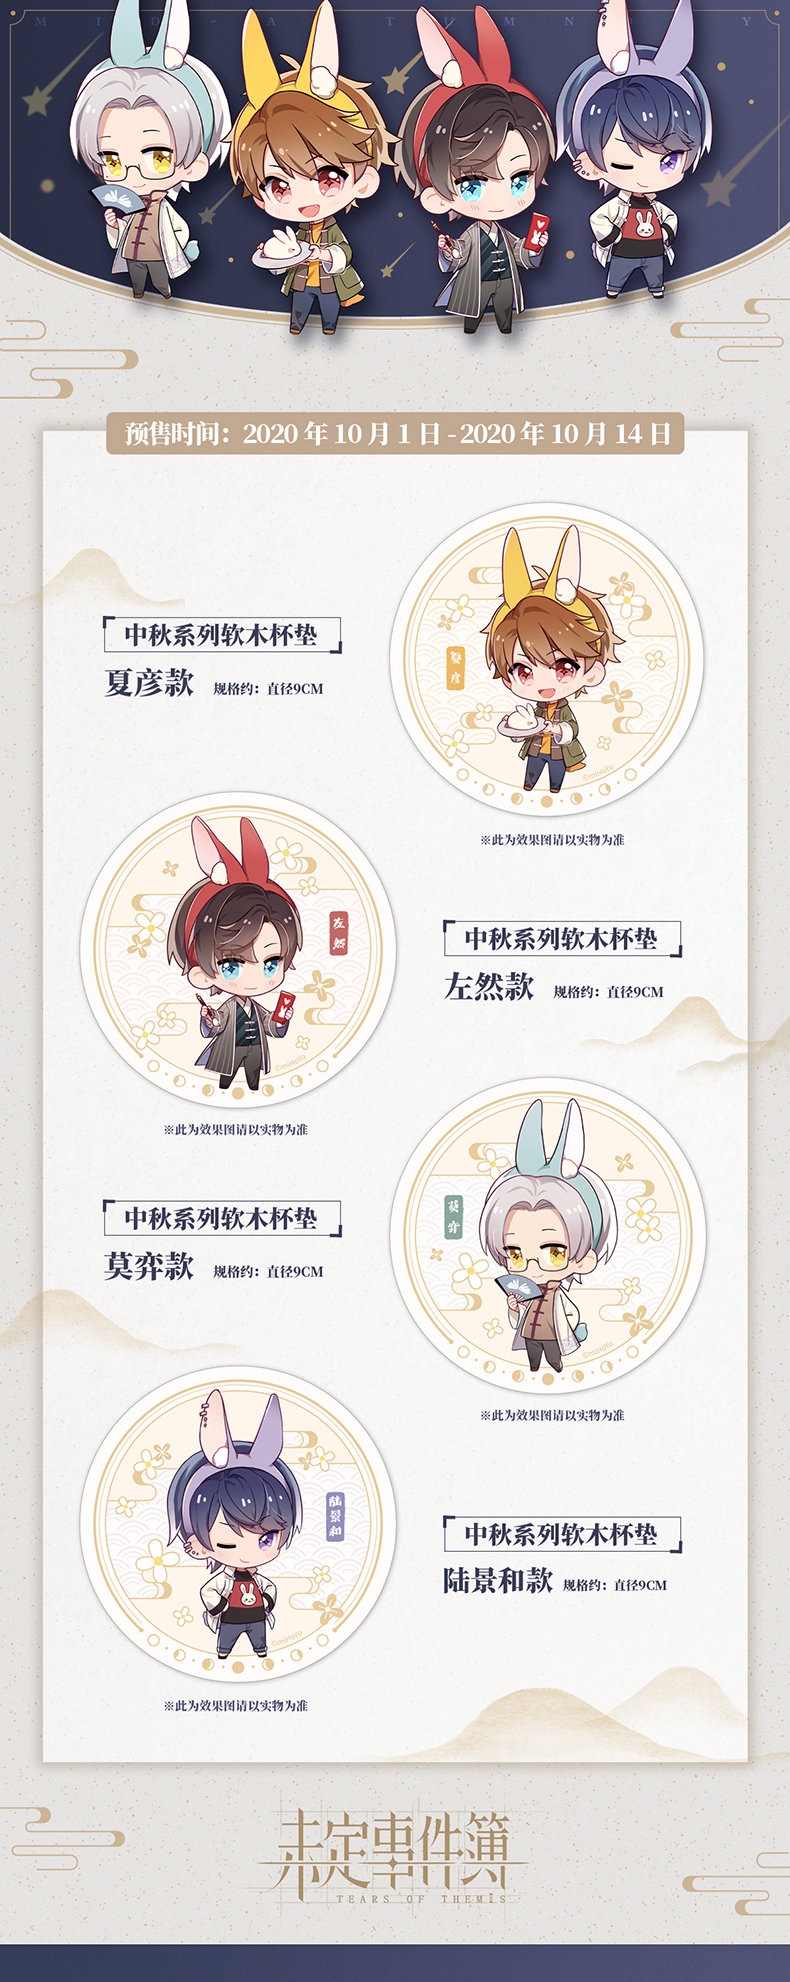 MID-AUTUMN DAY
预售时间：2020年10月1日-2020年10月14日
中秋系列软木杯垫
夏彦款 规格约：直径9CM
夏彦
©miHoYo
※此为效果图请以实物为准
左然
©miHoYo
中秋系列软木杯垫
左然款 规格约：直径9CM
※此为效果图请以实物为准
中秋系列软木杯垫
莫弈款 规格约：直径9CM
莫弈
©miHoYo
※此为效果图请以实物为准
陆景和
©miHoYo
中秋系列软木杯垫
陆景和款 规格约：直径9CM
※此为效果图请以实物为准
未定事件簿
TEARS OF THEMIS